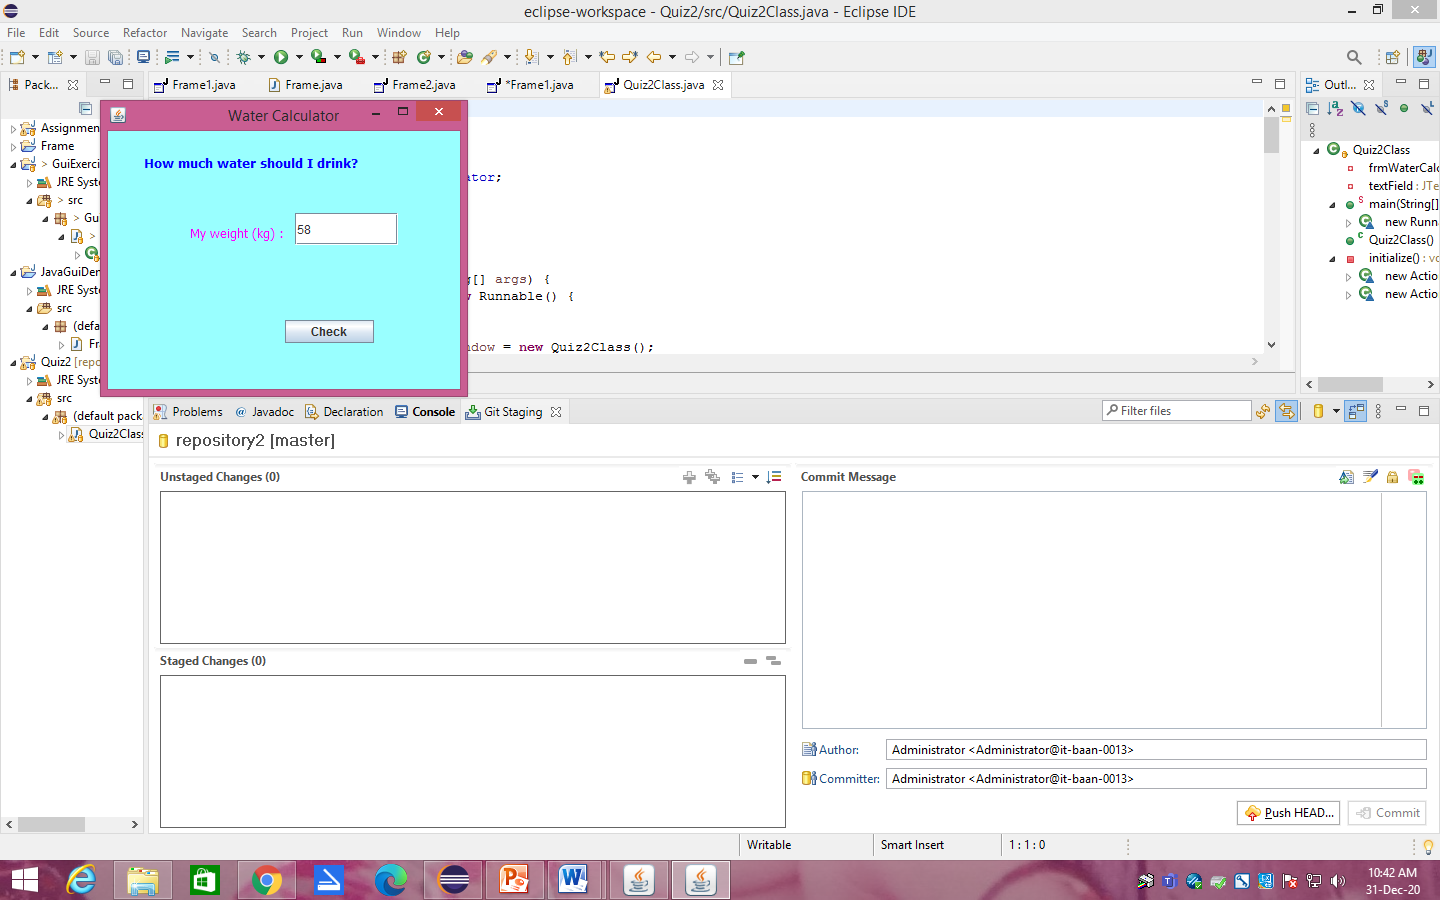 eclipse-workspace - Quiz2/src/Quiz2Class.java - Eclipse IDE
File Edit Source Refactor Navigate Search Project Run Window Help
Pack...
Frame1.java
Frame.java
Frame2.java
*Frame1.java
Quiz2Class.java
Outl...
Water Calculator
How much water should I drink?
My weight (kg) :
58
Check
Assignmen
Frame
> GuiExerci
JRE Syst
> src
> Gu
>
JavaGuiDer
JRE Syst
src
(defa
Fr
Quiz2 [repo
JRE Syst
src
(default pack
Quiz2Class
ator;
g[] args) {
w Runnable() {
ndow = new Quiz2Class();
Quiz2Class
frmWaterCalc
textField : JTe
main(String[]
new Runn
Quiz2Class()
initialize() : vo
new Actio
new Actio
Problems
@ Javadoc
Declaration
Console
Git Staging
Filter files
repository2 [master]
Unstaged Changes (0)
Staged Changes (0)
Commit Message
Author: Administrator <Administrator@it-baan-0013>
Committer: Administrator <Administrator@it-baan-0013>
Push HEAD...
Commit
Writable
Smart Insert
1 : 1 : 0
10:42 AM
31-Dec-20